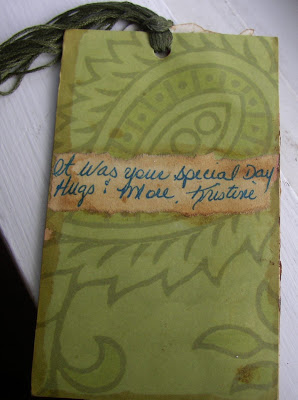 It Was your special Day
Hugs & More, Kristine